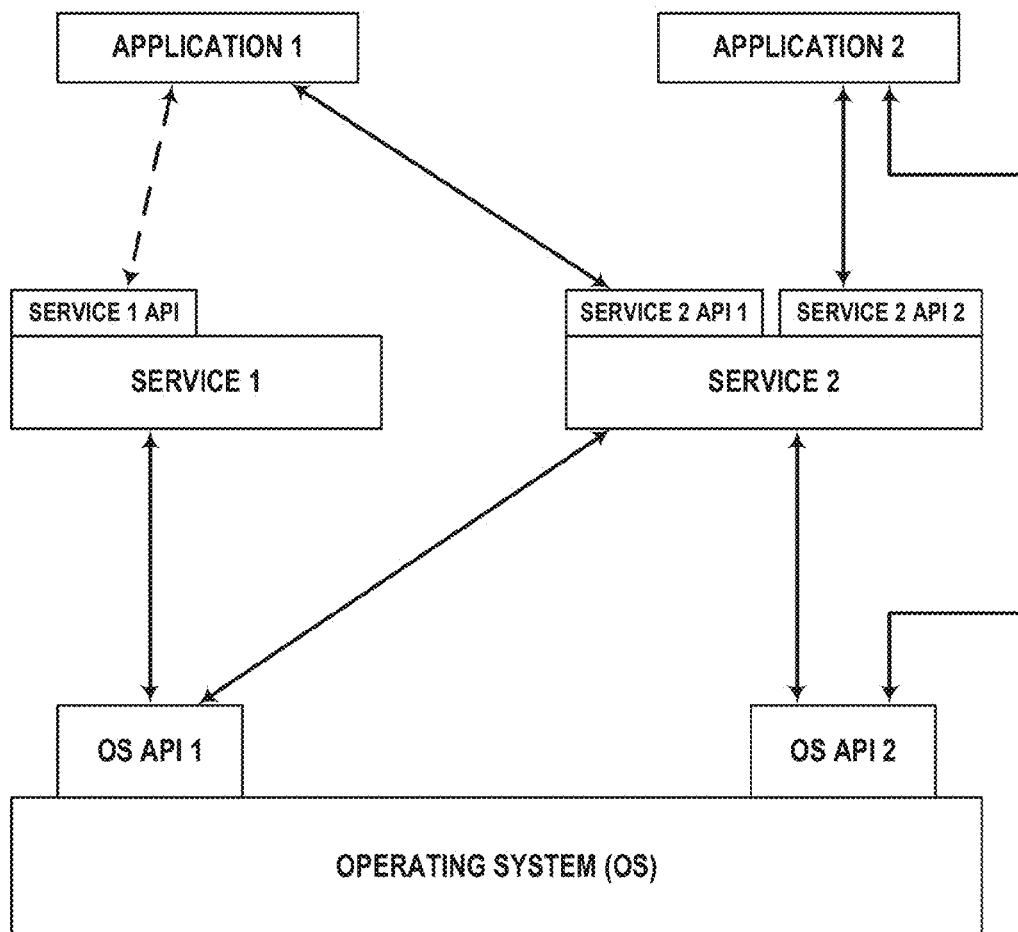 APPLICATION 1
APPLICATION 2
SERVICE 1 API
SERVICE 2 API 1
SERVICE 2 API 2
SERVICE 1
SERVICE 2
OS API 1
OS API 2
OPERATING SYSTEM (OS)